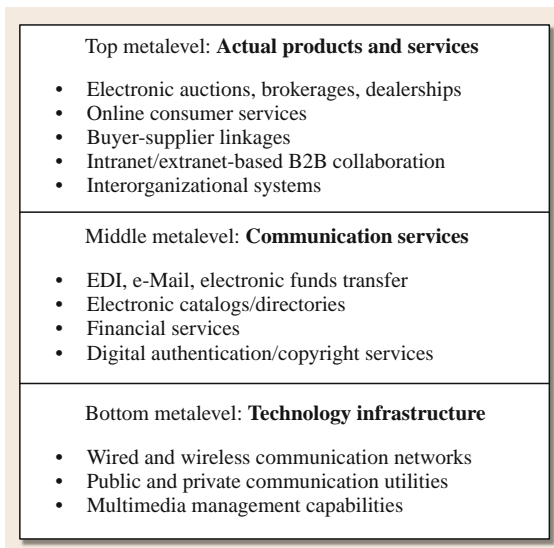 Top metalevel: Actual products and services
• Electronic auctions, brokerages, dealerships
• Online consumer services
• Buyer-supplier linkages
• Intranet/extranet-based B2B collaboration
• Interorganizational systems
Middle metalevel: Communication services
• EDI, e-Mail, electronic funds transfer
• Electronic catalogs/directories
• Financial services
• Digital authentication/copyright services
Bottom metalevel: Technology infrastructure
• Wired and wireless communication networks
• Public and private communication utilities
• Multimedia management capabilities